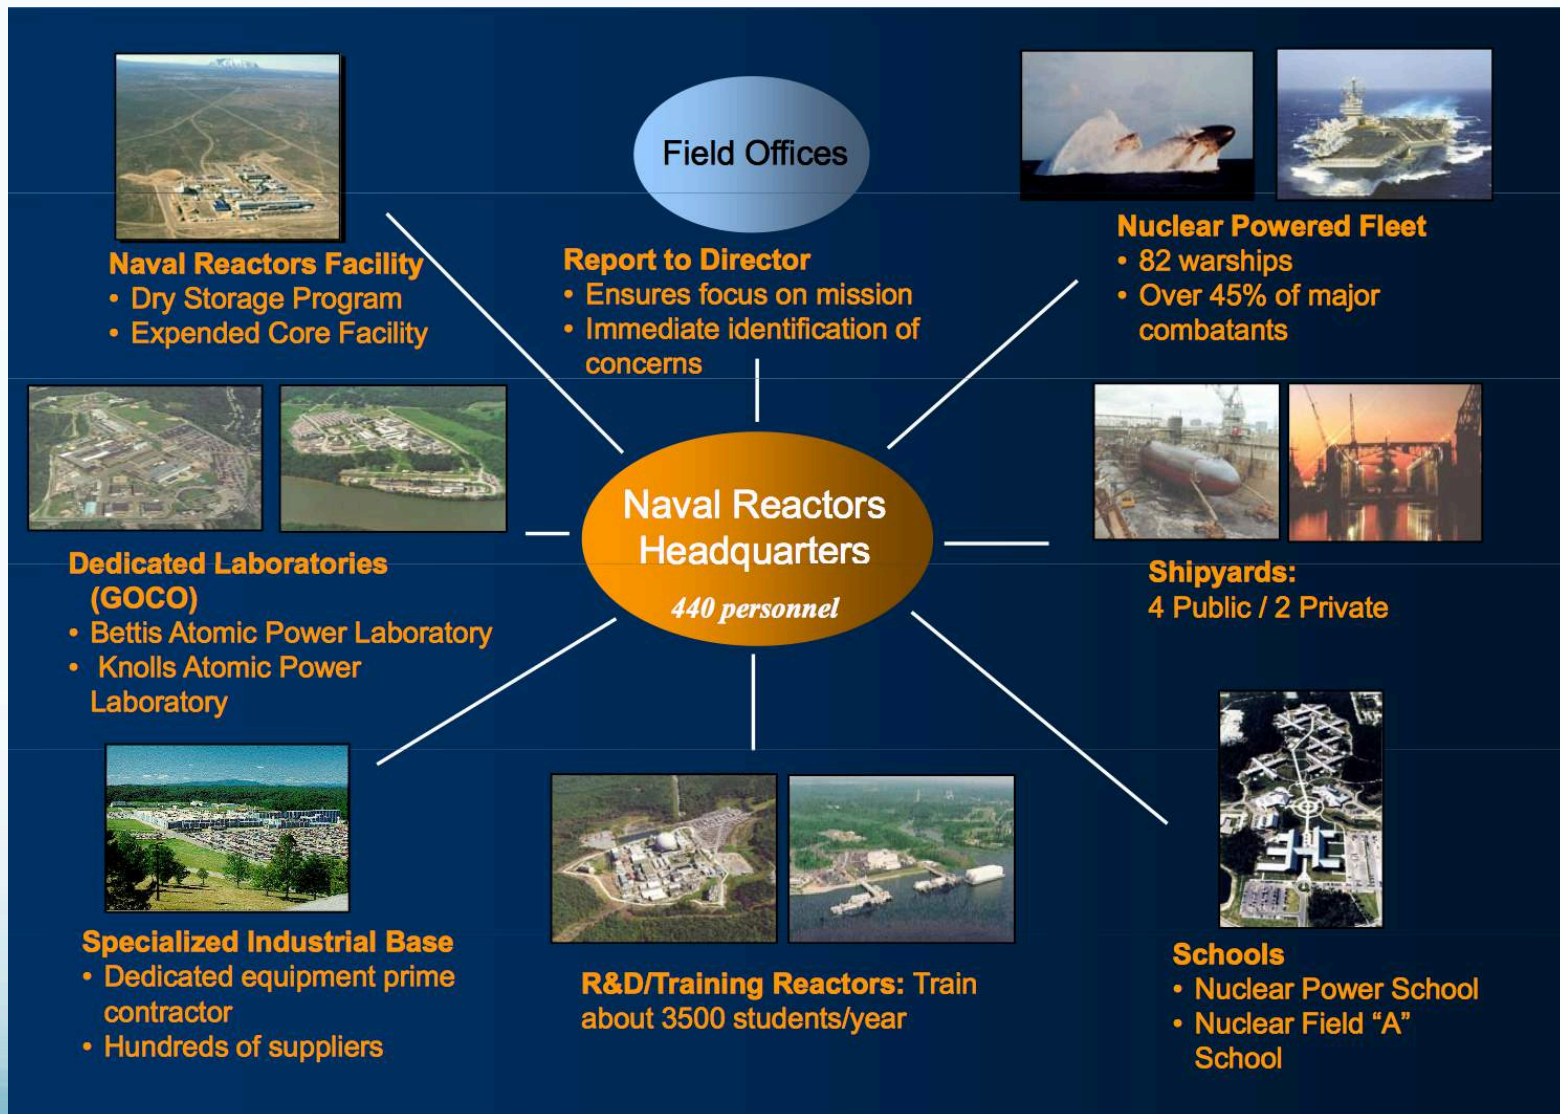 Field Offices
Naval Reactors Facility
• Dry Storage Program
• Expended Core Facility
Report to Director
• Ensures focus on mission
• Immediate identification of
concerns
Nuclear Powered Fleet
• 82 warships
• Over 45% of major
combatants
Dedicated Laboratories
(GOCO)
• Bettis Atomic Power Laboratory
• Knolls Atomic Power
Laboratory
Naval Reactors
Headquarters
440 personnel
Shipyards:
4 Public / 2 Private
Specialized Industrial Base
• Dedicated equipment prime
contractor
• Hundreds of suppliers
R&D/Training Reactors: Train
about 3500 students/year
Schools
• Nuclear Power School
• Nuclear Field “A”
School